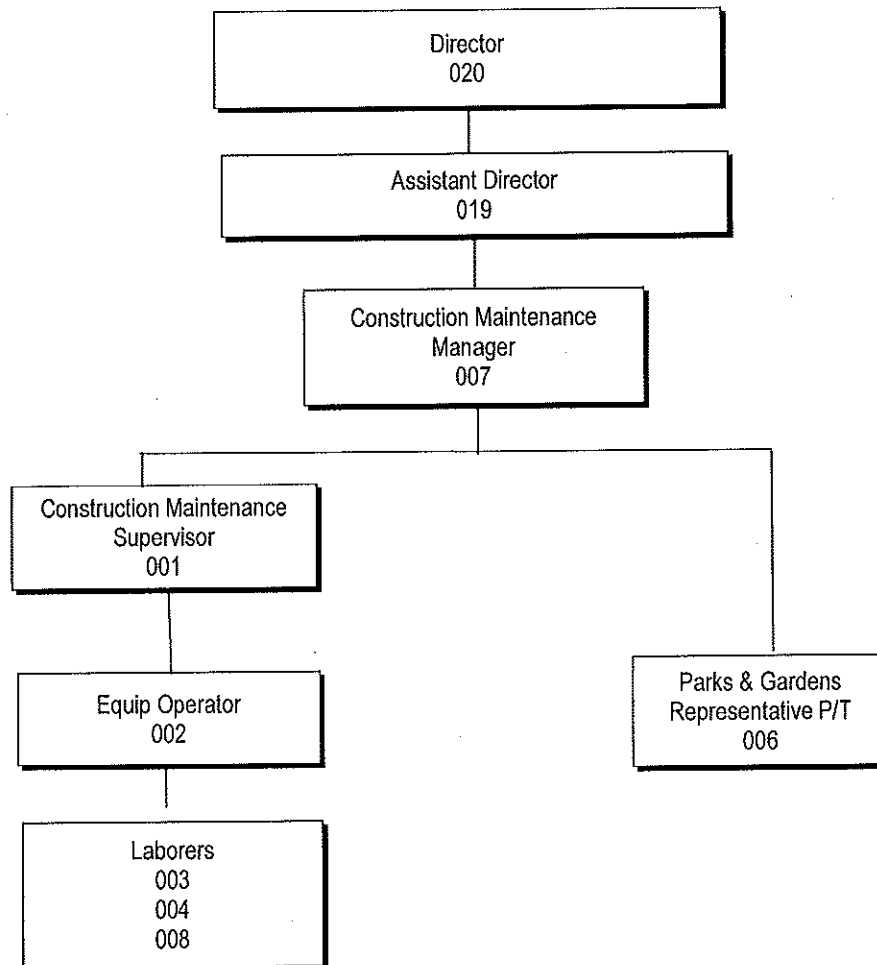 Director
020
Assistant Director
019
Construction Maintenance
Manager
007
Construction Maintenance
Supervisor
001
Equip Operator
002
Parks & Gardens
Representative P/T
006
Laborers
003
004
008